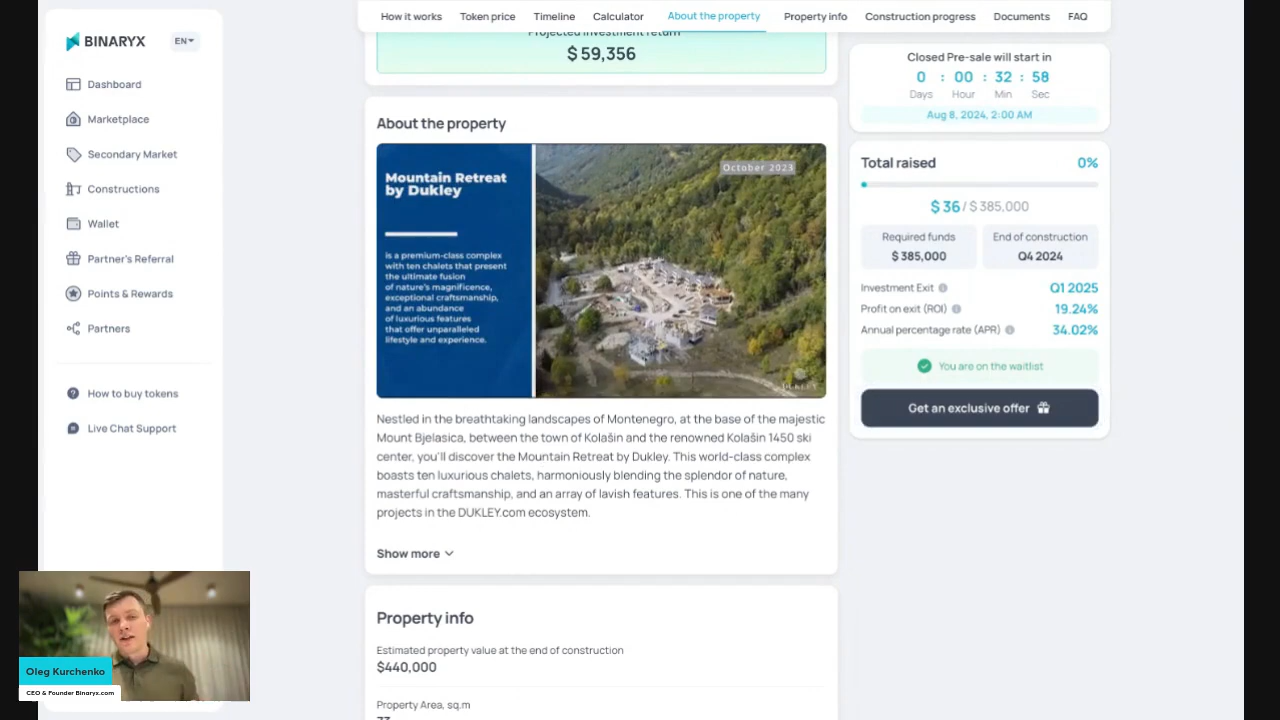 How it works
Token price
Timeline
Calculator
About the property
Property info
Construction progress
Documents
FAQ
BINARYX
EN
Dashboard
Marketplace
Secondary Market
Constructions
Wallet
Partner's Referral
Points & Rewards
Partners
How to buy tokens
Live Chat Support
Projected investment return
$ 59,356
About the property
Mountain Retreat
by Dukley
is a premium-class complex
with ten chalets that present
the ultimate fusion
of nature's magnificence,
exceptional craftsmanship,
and an abundance
of luxurious features
that offer unparalleled
lifestyle and experience.
October 2023
DUKLEY
Nestled in the breathtaking landscapes of Montenegro, at the base of the majestic
Mount Bjelasica, between the town of Kolašin and the renowned Kolašin 1450 ski
center, you'll discover the Mountain Retreat by Dukley. This world-class complex
boasts ten luxurious chalets, harmoniously blending the splendor of nature,
masterful craftsmanship, and an array of lavish features. This is one of the many
projects in the DUKLEY.com ecosystem.
Show more
Property info
Estimated property value at the end of construction
$440,000
Property Area, sq.m
Closed Pre-sale will start in
0 : 00 : 32 : 58
Days Hour Min Sec
Aug 8, 2024, 2:00 AM
Total raised 0%
$ 36 / $ 385,000
Required funds
$ 385,000
End of construction
Q4 2024
Investment Exit Q1 2025
Profit on exit (ROI) 19.24%
Annual percentage rate (APR) 34.02%
You are on the waitlist
Get an exclusive offer
Oleg Kurchenko
CEO & Founder Binaryx.com